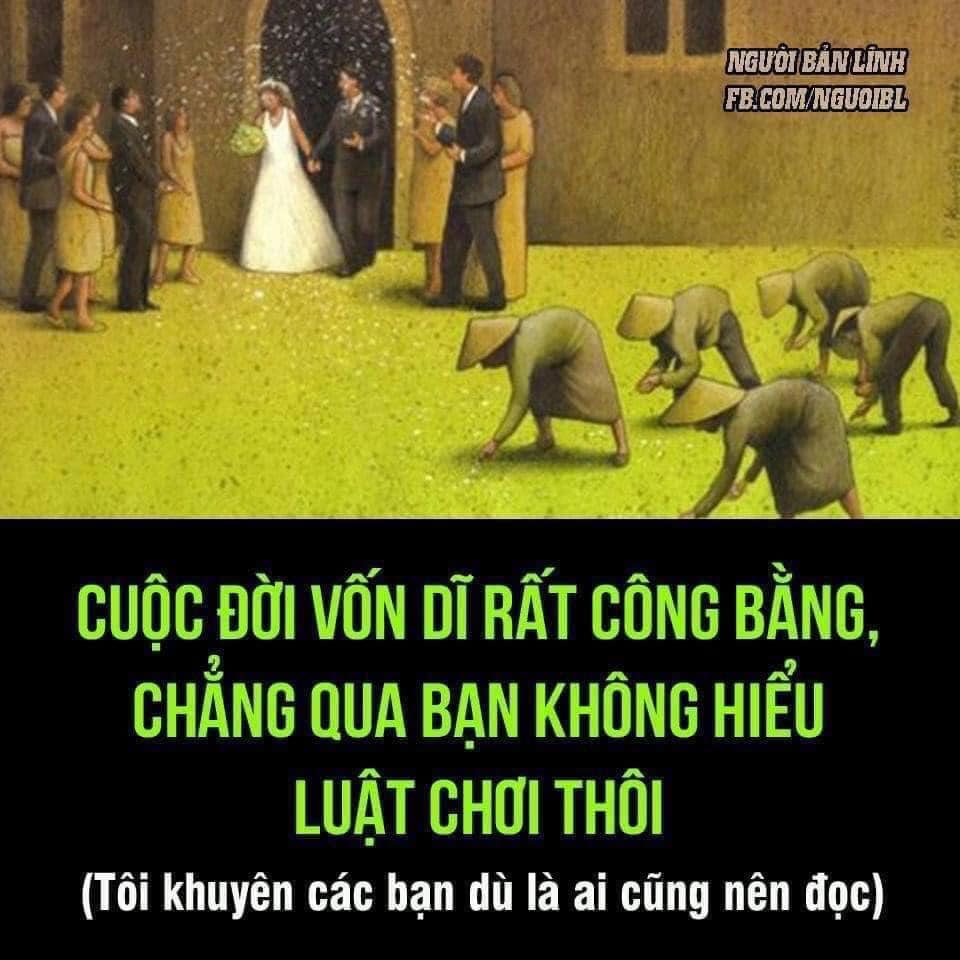 NGƯỜI BẢN LĨNH
FB.COM/NGUOIBL
CUỘC ĐỜI VỐN DĨ RẤT CÔNG BẰNG,
CHẲNG QUA BẠN KHÔNG HIỂU
LUẬT CHƠI THÔI
(Tôi khuyên các bạn dù là ai cũng nên đọc)